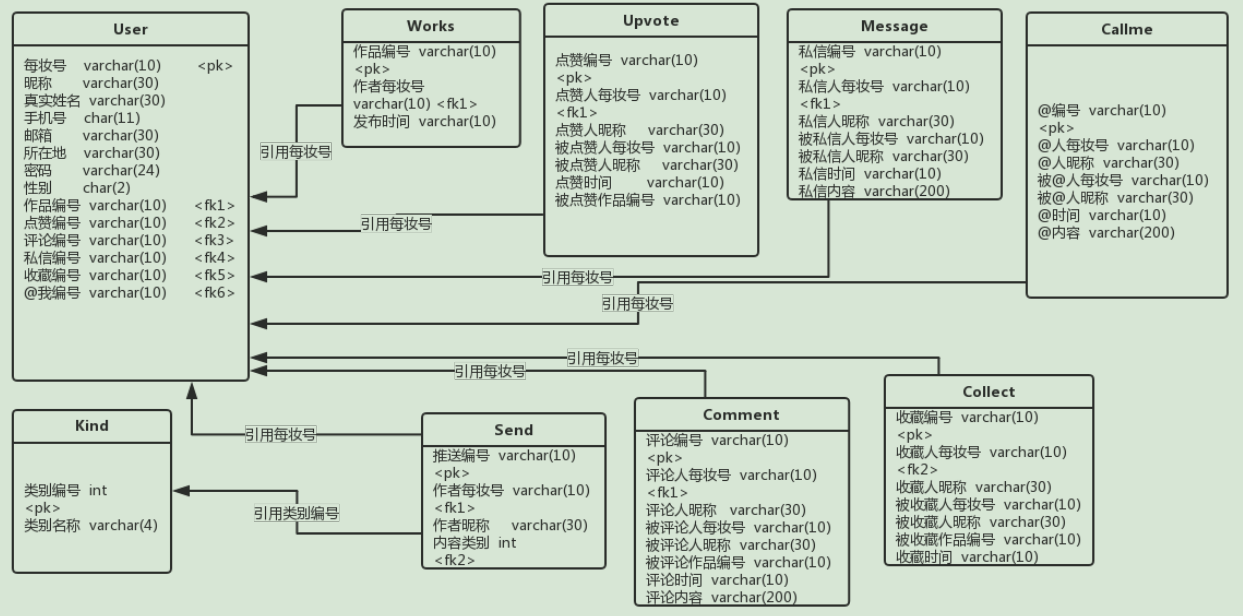 User
每妆号 varchar(10) <pk>
昵称 varchar(30)
真实姓名 varchar(30)
手机号 char(11)
邮箱 varchar(30)
所在地 varchar(30)
密码 varchar(24)
性别 char(2)
作品编号 varchar(10) <fk1>
点赞编号 varchar(10) <fk2>
评论编号 varchar(10) <fk3>
私信编号 varchar(10) <fk4>
收藏编号 varchar(10) <fk5>
@我编号 varchar(10) <fk6>
Works
作品编号 varchar(10)
<pk>
作者每妆号
varchar(10) <fk1>
发布时间 varchar(10)
引用每妆号
Upvote
点赞编号 varchar(10)
<pk>
点赞人每妆号 varchar(10)
<fk1>
点赞人昵称 varchar(30)
被点赞人每妆号 varchar(10)
被点赞人昵称 varchar(30)
点赞时间 varchar(10)
被点赞作品编号 varchar(10)
引用每妆号
Message
私信编号 varchar(10)
<pk>
私信人每妆号 varchar(10)
<fk1>
私信人昵称 varchar(30)
被私信人每妆号 varchar(10)
被私信人昵称 varchar(30)
私信时间 varchar(10)
私信内容 varchar(200)
引用每妆号
Callme
@编号 varchar(10)
<pk>
@人每妆号 varchar(10)
@人昵称 varchar(30)
被@人每妆号 varchar(10)
被@人昵称 varchar(30)
@时间 varchar(10)
@内容 varchar(200)
引用每妆号
引用每妆号
引用每妆号
Kind
类别编号 int
<pk>
类别名称 varchar(4)
引用每妆号
引用类别编号
Send
推送编号 varchar(10)
<pk>
作者每妆号 varchar(10)
<fk1>
作者昵称 varchar(30)
内容类别 int
<fk2>
Comment
评论编号 varchar(10)
<pk>
评论人每妆号 varchar(10)
<fk1>
评论人昵称 varchar(30)
被评论人每妆号 varchar(10)
被评论人昵称 varchar(30)
被评论作品编号 varchar(10)
评论时间 varchar(10)
评论内容 varchar(200)
Collect
收藏编号 varchar(10)
<pk>
收藏人每妆号 varchar(10)
<fk2>
收藏人昵称 varchar(30)
被收藏人每妆号 varchar(10)
被收藏人昵称 varchar(30)
被收藏作品编号 varchar(10)
收藏时间 varchar(10)